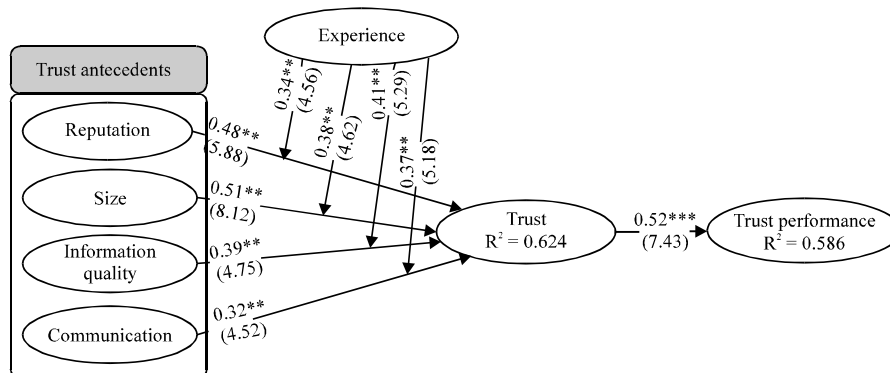 Experience
Trust antecedents
0.34**
(4.56)
0.38**
(4.62)
0.41**
(5.29)
0.37**
(5.18)
Reputation
0.48**
(5.88)
Size
0.51**
(8.12)
Information
quality
0.39**
(4.75)
Communication
0.32**
(4.52)
Trust
R² = 0.624
0.52***
(7.43)
Trust performance
R² = 0.586